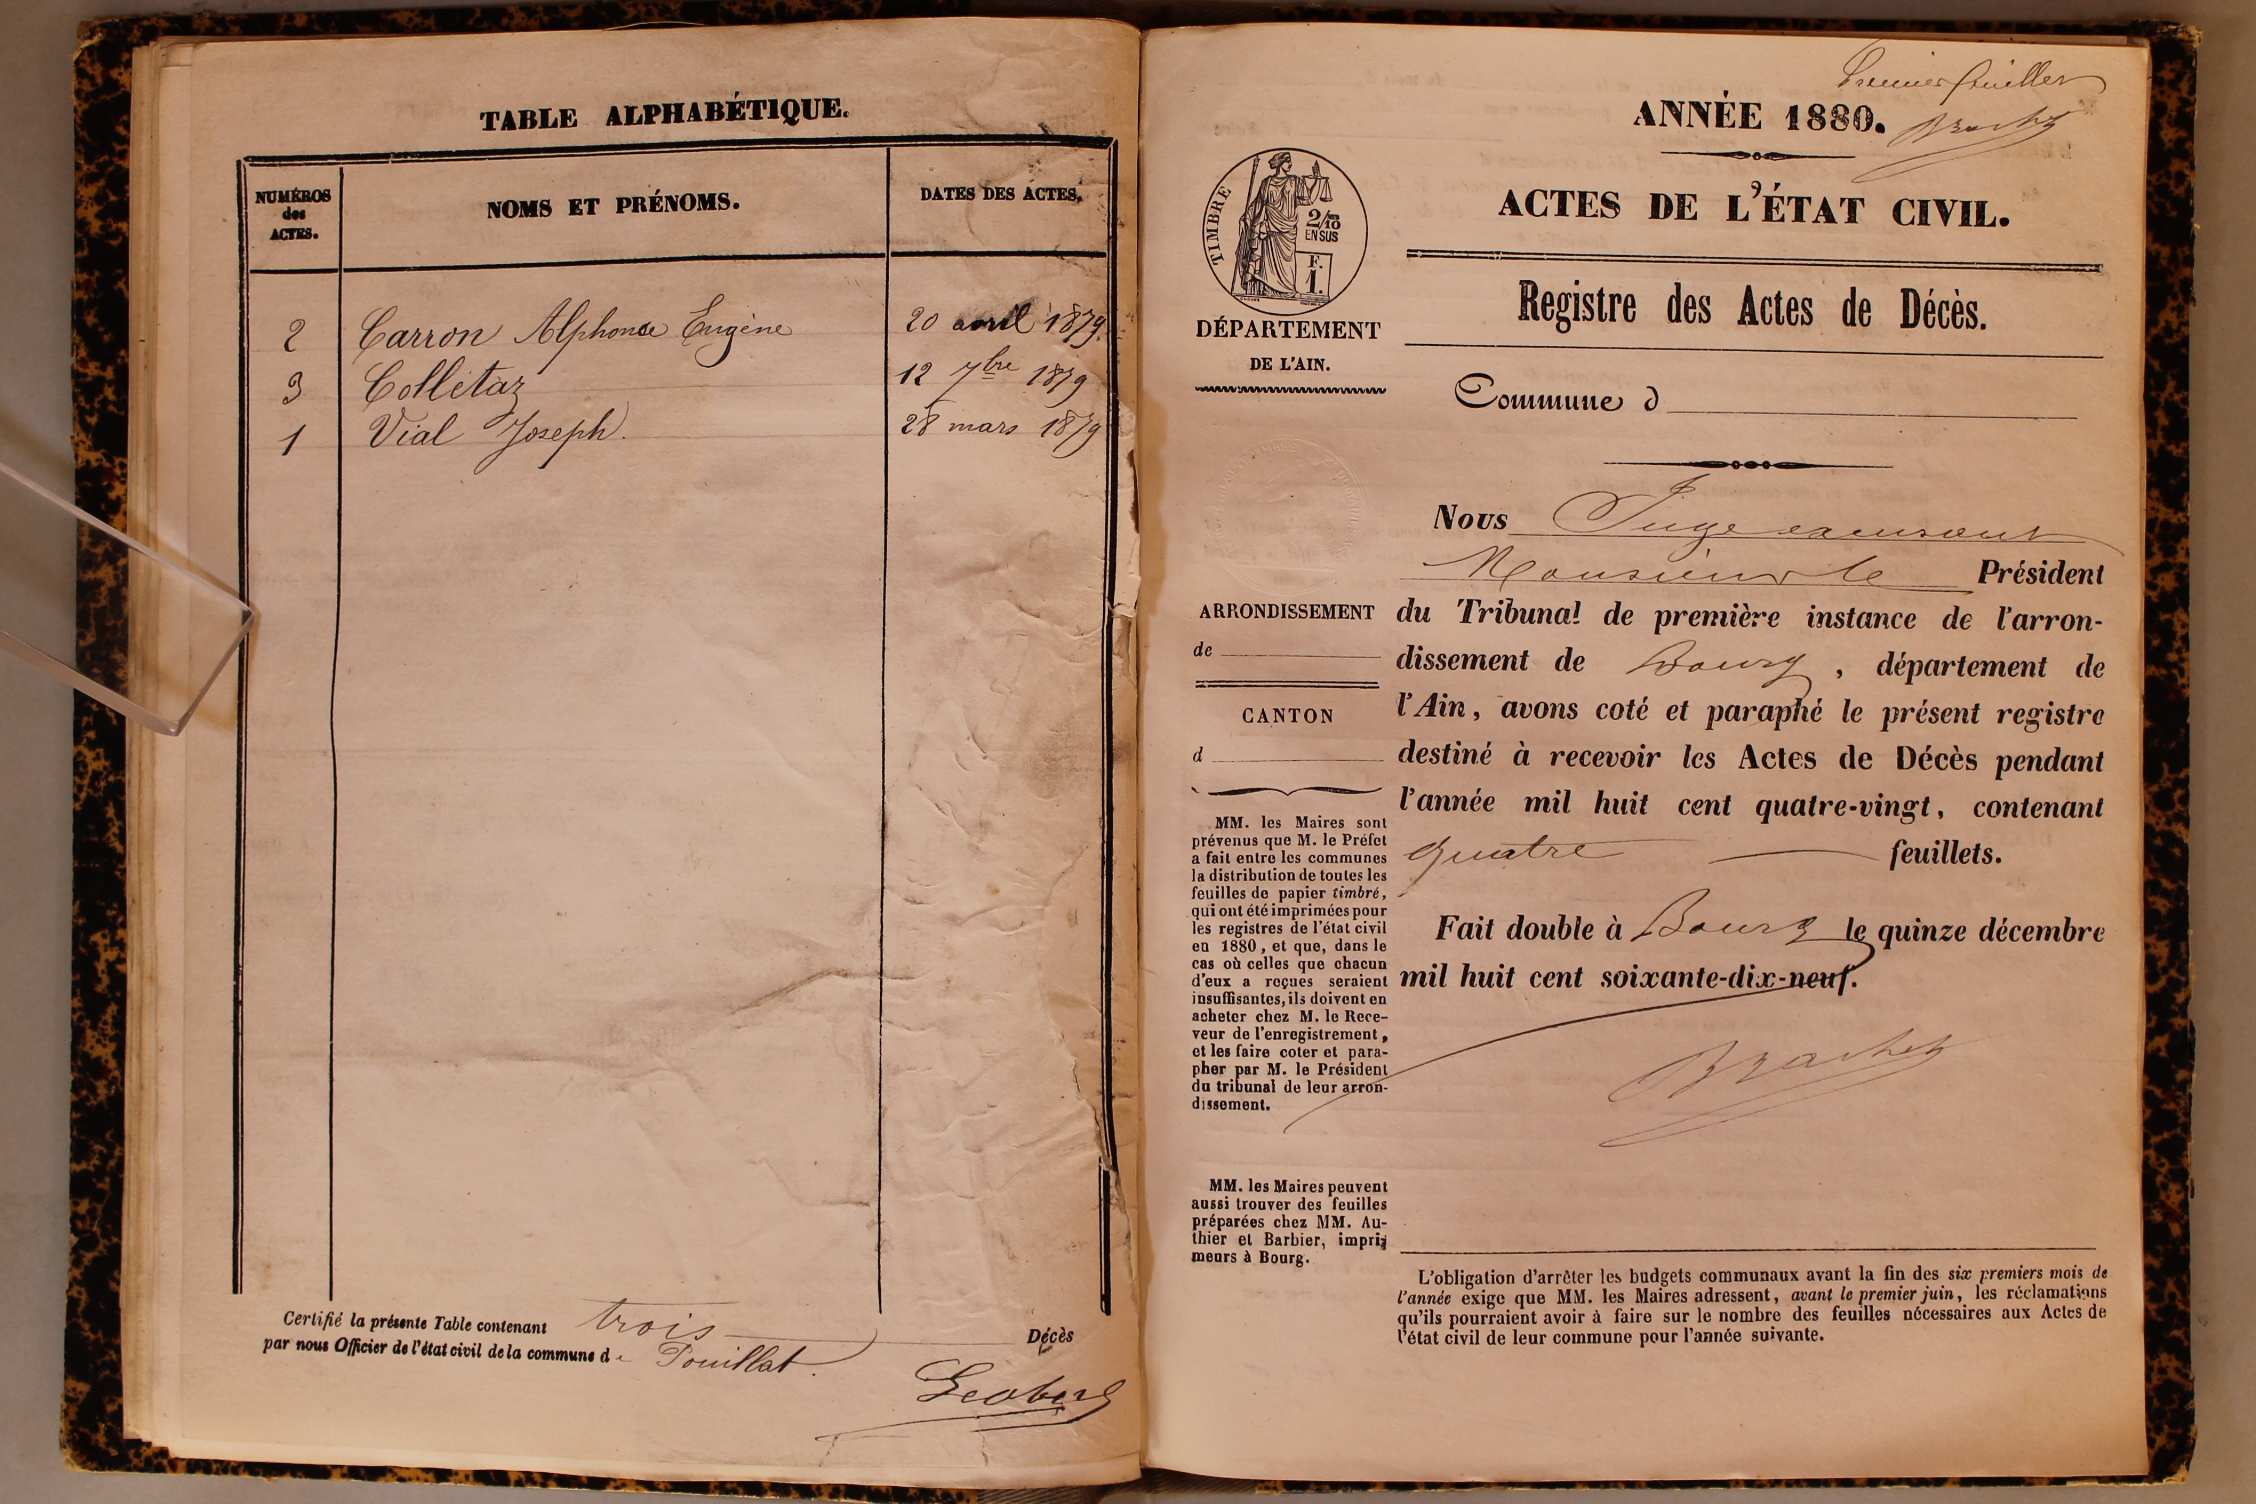 TABLE ALPHABÉTIQUE.
NUMÉROS
des
ACTES.
NOMS ET PRÉNOMS.
DATES DES ACTES.
2 Carron Alphonse Eugène 20 avril 1879
3 Colletaz 12 7bre 1879
1 Vial Joseph. 28 mars 1879
Certifié la présente Table contenant trois Décès
par nous Officier de l'état civil de la commune de Pouillat.
Premier feuillet
ANNÉE 1880.
ACTES DE L'ÉTAT CIVIL.
TIMBRE
2/10
EN SUS
F.
1.
DÉPARTEMENT
DE L'AIN.
Registre des Actes de Décès.
Commune d
Nous Juge
Monsieur le Président
du Tribunal de première instance de l'arron-
dissement de Bourg, département de
l'Ain, avons coté et paraphé le présent registre
destiné à recevoir les Actes de Décès pendant
l'année mil huit cent quatre-vingt, contenant
quatre feuillets.
Fait double à Bourg le quinze décembre
mil huit cent soixante-dix-neuf.
Brachet
ARRONDISSEMENT
de
CANTON
d
MM. les Maires sont
prévenus que M. le Préfet
a fait entre les communes
la distribution de toutes les
feuilles de papier timbré,
qui ont été imprimées pour
les registres de l'état civil
en 1880, et que, dans le
cas où celles que chacun
d'eux a reçues seraient
insuffisantes, ils doivent en
acheter chez M. le Rece-
veur de l'enregistrement,
et les faire coter et para-
pher par M. le Président
du tribunal de leur arron-
dissement.
MM. les Maires peuvent
aussi trouver des feuilles
préparées chez MM. Au-
thier et Barbier, impri-
meurs à Bourg.
L'obligation d'arrêter les budgets communaux avant la fin des six premiers mois de
l'année exige que MM. les Maires adressent, avant le premier juin, les réclamations
qu'ils pourraient avoir à faire sur le nombre des feuilles nécessaires aux Actes de
l'état civil de leur commune pour l'année suivante.